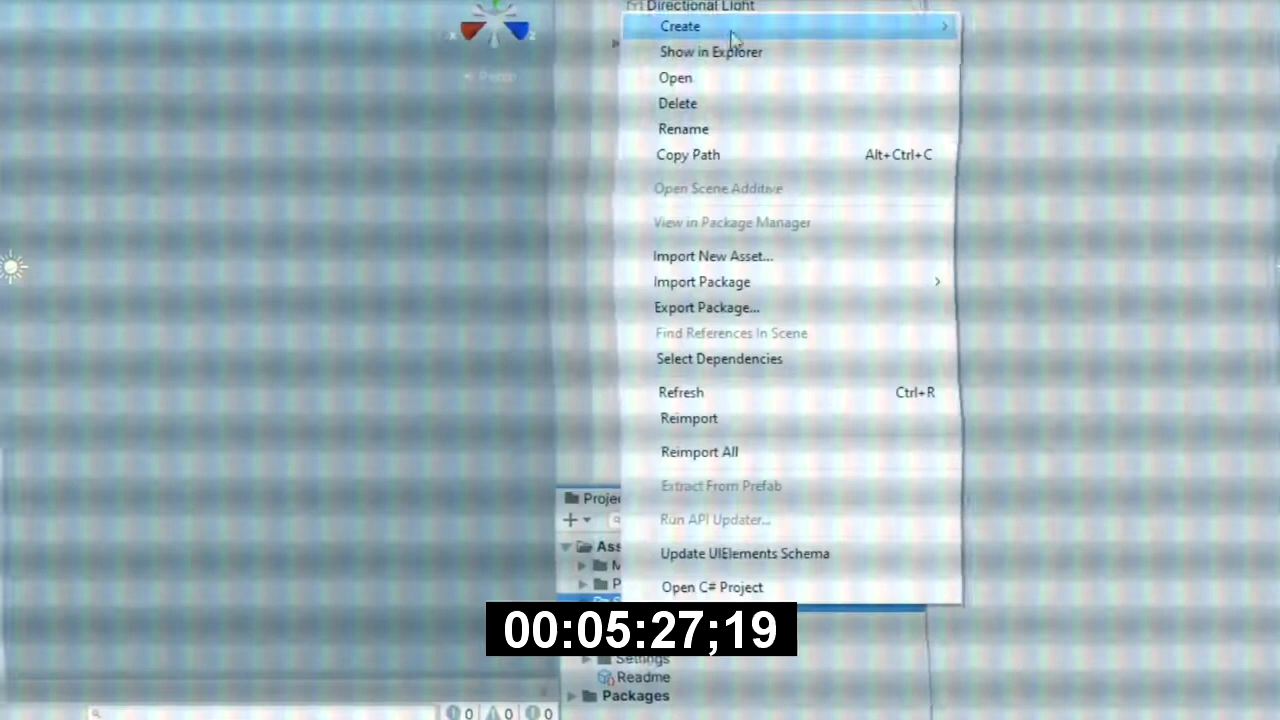 Directional Light
Create
Show in Explorer
Open
Delete
Rename
Copy Path Alt+Ctrl+C
Open Scene Additive
View in Package Manager
Import New Asset...
Import Package
Export Package...
Find References In Scene
Select Dependencies
Refresh Ctrl+R
Reimport
Reimport All
Extract From Prefab
Run API Updater...
Update UIElements Schema
Open C# Project
Persp
Projec
Ass
M
P
00:05:27;19
Settings
Readme
Packages
0 0 0